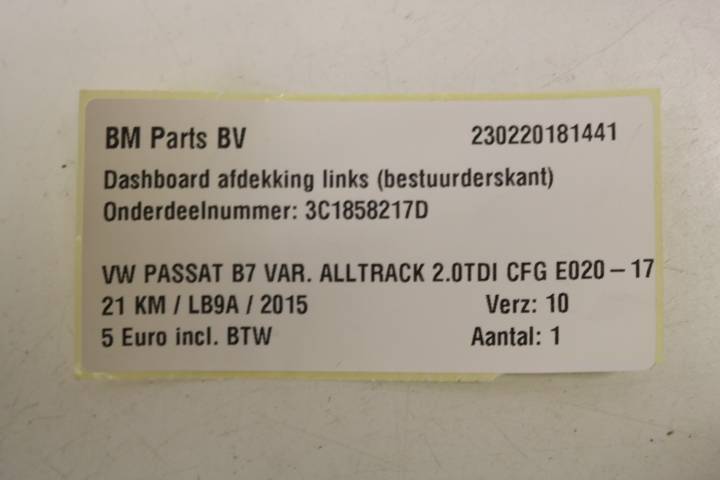 BM Parts BV 230220181441
Dashboard afdekking links (bestuurderskant)
Onderdeelnummer: 3C1858217D
VW PASSAT B7 VAR. ALLTRACK 2.0TDI CFG E020-17
21 KM / LB9A / 2015 Verz: 10
5 Euro incl. BTW Aantal: 1